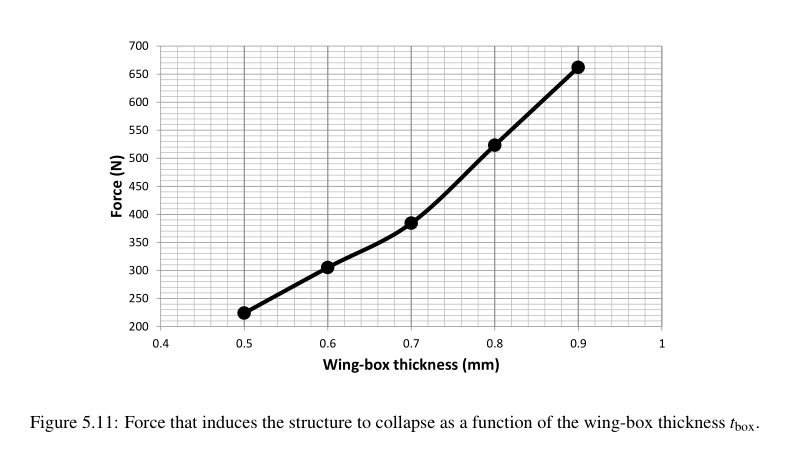 700
650
600
550
500
450
400
350
300
250
200
Force (N)
0.4 0.5 0.6 0.7 0.8 0.9 1
Wing-box thickness (mm)
Figure 5.11: Force that induces the structure to collapse as a function of the wing-box thickness tbox.